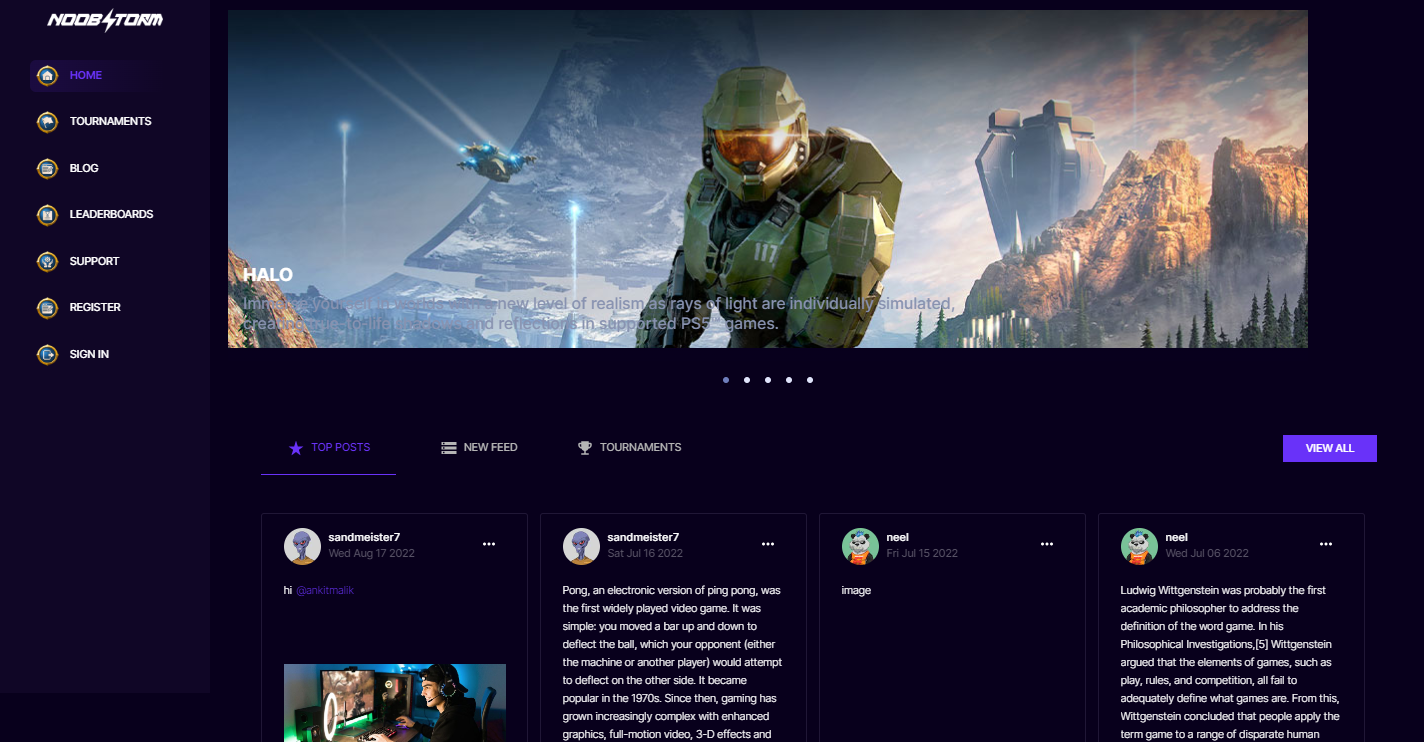 NOOBSTORM
HOME
TOURNAMENTS
BLOG
LEADERBOARDS
SUPPORT
REGISTER
SIGN IN
117
HALO
new level of realism as rays of light are individually simulated,
and reflections in supported PS5 games.
TOP POSTS
NEW FEED
TOURNAMENTS
VIEW ALL
sandmeister7
Wed Aug 17 2022
hi @ankitmalik
sandmeister7
Sat Jul 16 2022
Pong, an electronic version of ping pong, was
the first widely played video game. It was
simple: you moved a bar up and down to
deflect the ball, which your opponent (either
the machine or another player) would attempt
to deflect on the other side. It became
popular in the 1970s. Since then, gaming has
grown increasingly complex with enhanced
graphics, full-motion video, 3-D effects and
neel
Fri Jul 15 2022
image
neel
Wed Jul 06 2022
Ludwig Wittgenstein was probably the first
academic philosopher to address the
definition of the word game. In his
Philosophical Investigations,[5] Wittgenstein
argued that the elements of games, such as
play, rules, and competition, all fail to
adequately define what games are. From this,
Wittgenstein concluded that people apply the
term game to a range of disparate human